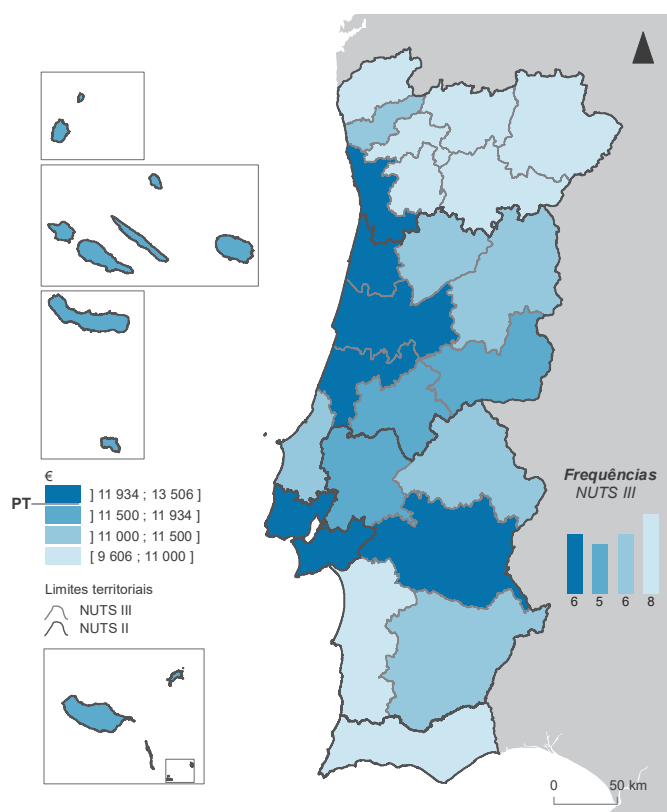 €
PT
] 11 934 ; 13 506 ]
] 11 500 ; 11 934 ]
] 11 000 ; 11 500 ]
[ 9 606 ; 11 000 ]
Limites territoriais
NUTS III
NUTS II
Frequências
NUTS III
6 5 6 8
0 50 km